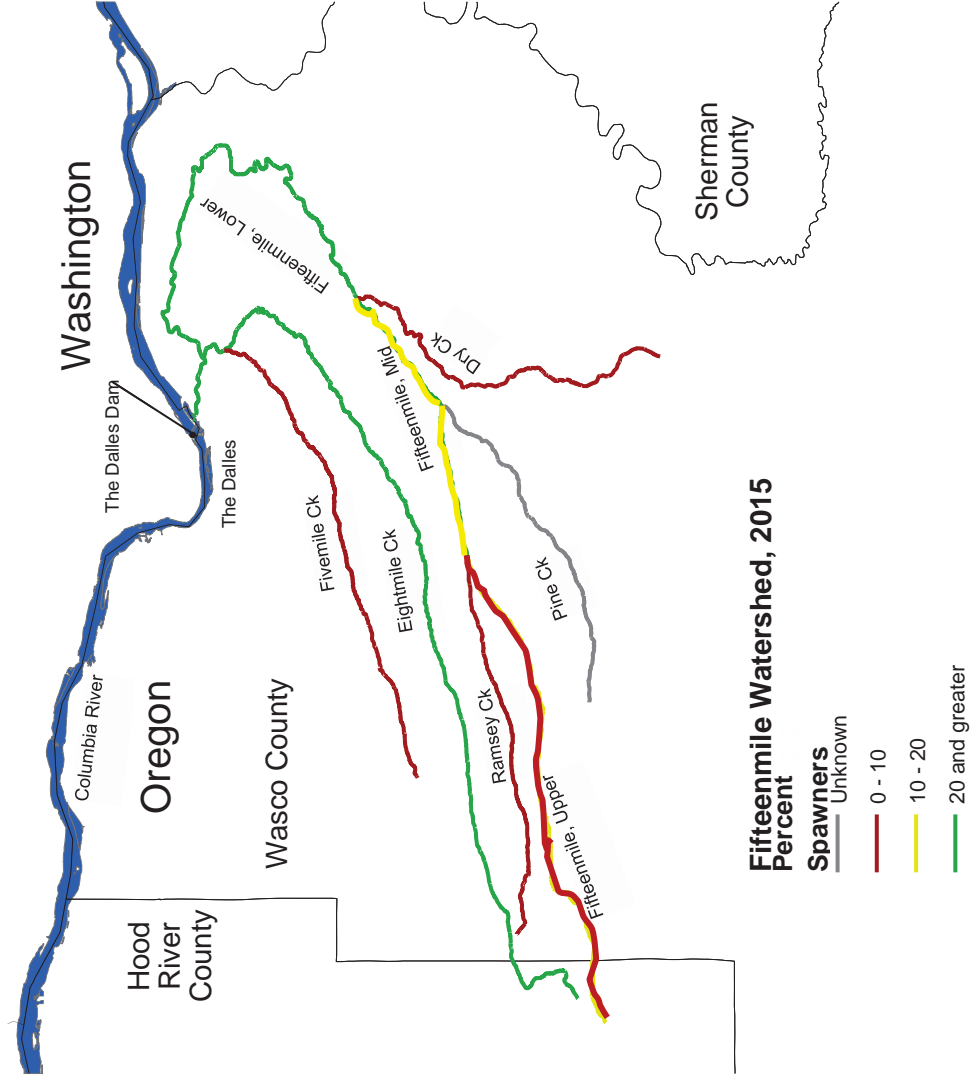 Washington
The Dalles Dam
The Dalles
Columbia River
Oregon
Wasco County
Hood
River
County
Sherman
County
Fifteenmile, Lower
Fifteenmile, Mid
Dry Ck
Fivemile Ck
Eightmile Ck
Pine Ck
Ramsey Ck
Fifteenmile, Upper
Fifteenmile Watershed, 2015
Percent
Spawners
Unknown
0 - 10
10 - 20
20 and greater